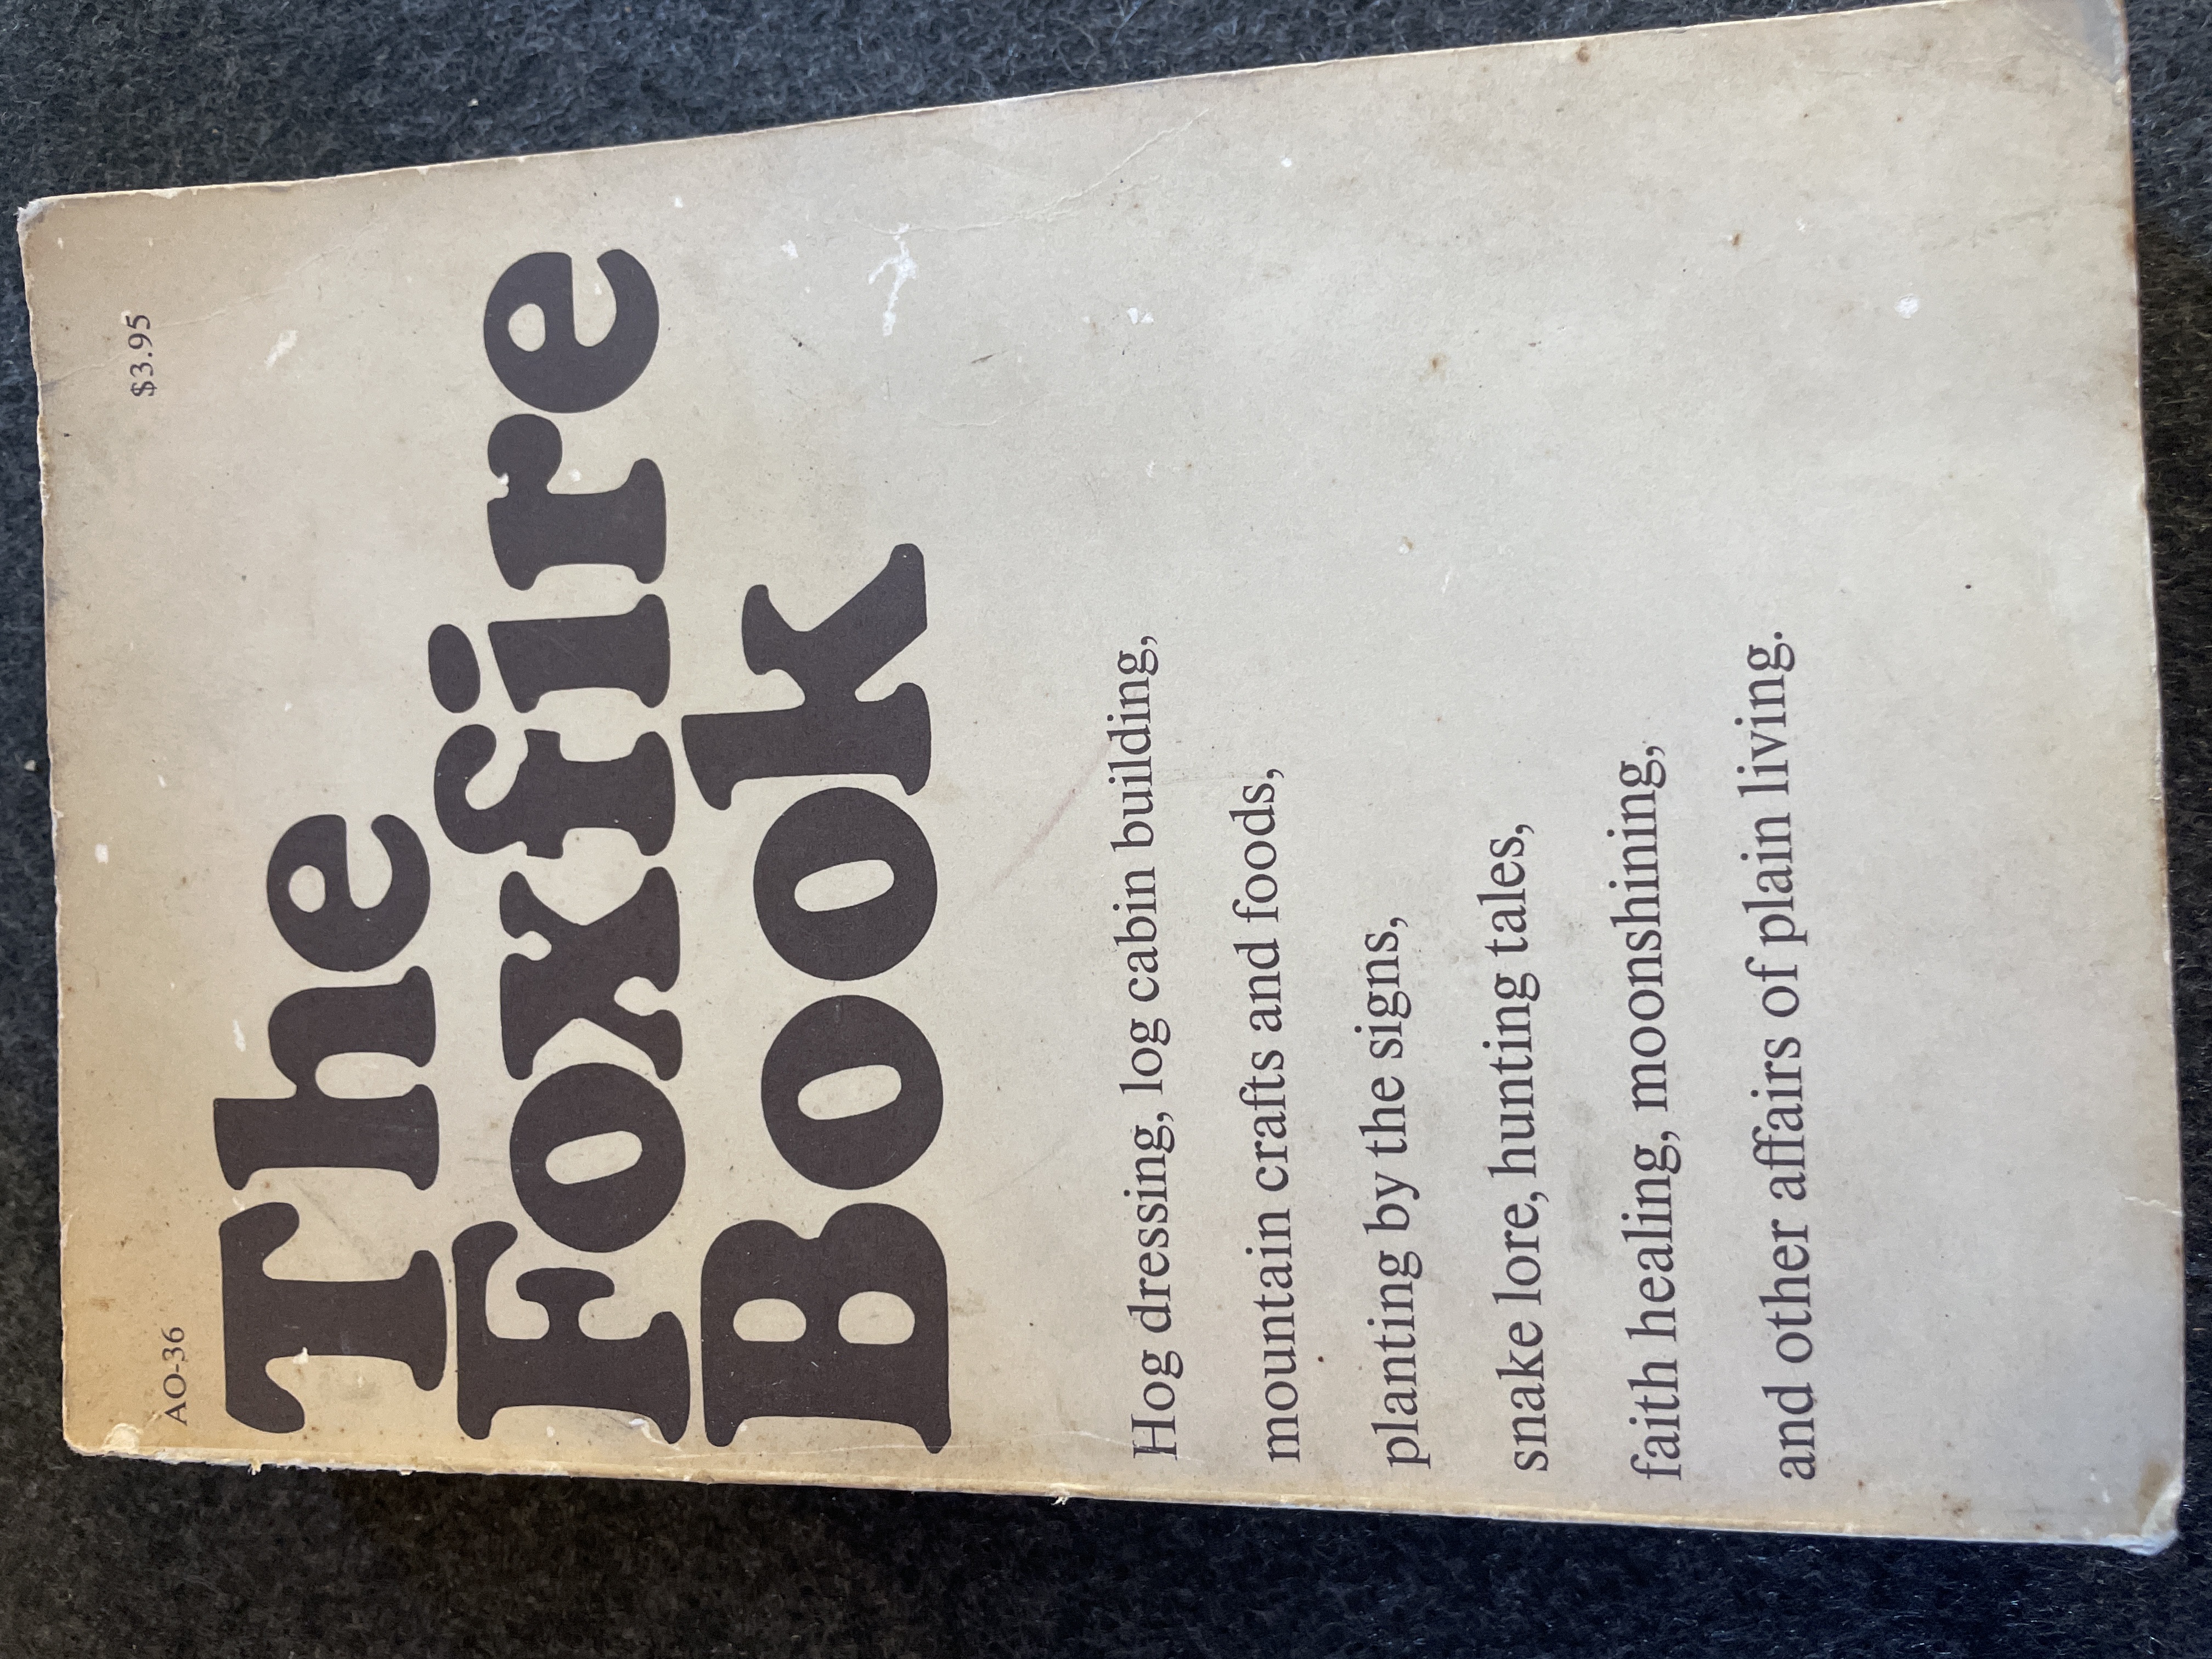 AO-36 $3.95
The
Foxfire
Book
Hog dressing, log cabin building,
mountain crafts and foods,
planting by the signs,
snake lore, hunting tales,
faith healing, moonshining,
and other affairs of plain living.